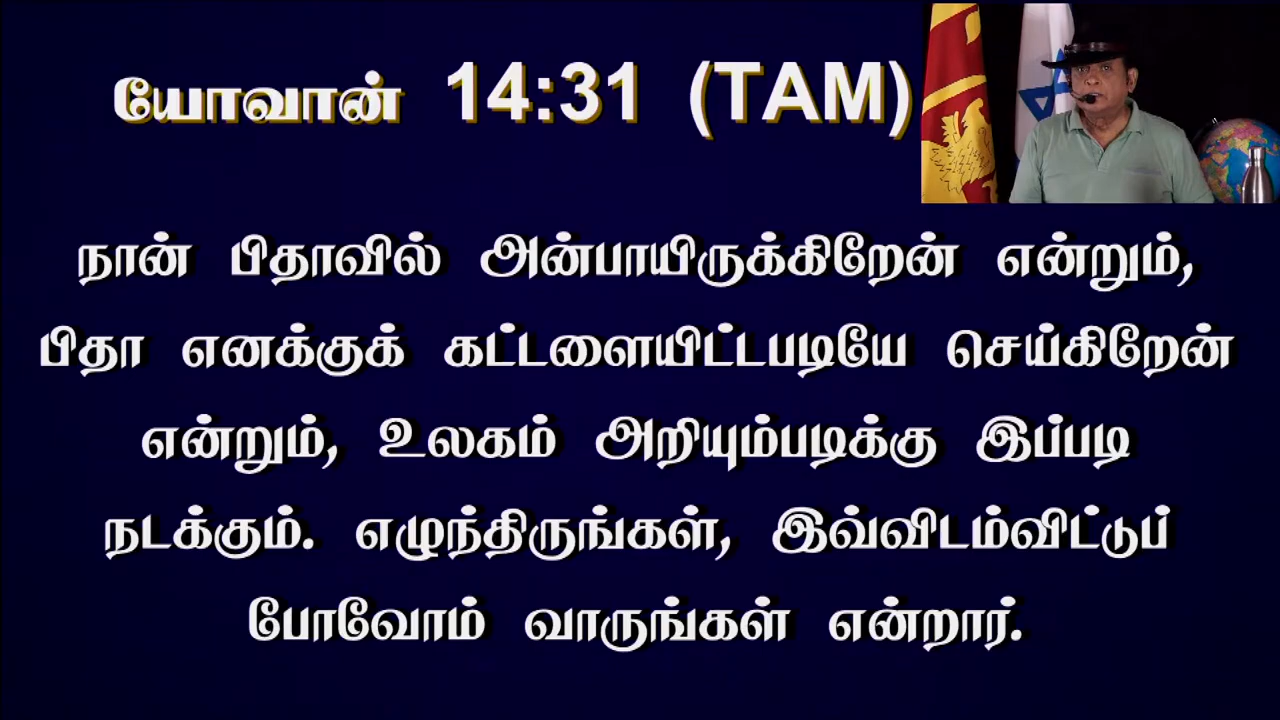 யோவான் 14:31 (TAM)
நான் பிதாவில் அன்பாயிருக்கிறேன் என்றும்,
பிதா எனக்குக் கட்டளையிட்டபடியே செய்கிறேன்
என்றும், உலகம் அறியும்படிக்கு இப்படி
நடக்கும். எழுந்திருங்கள், இவ்விடம்விட்டுப்
போவோம் வாருங்கள் என்றார்.